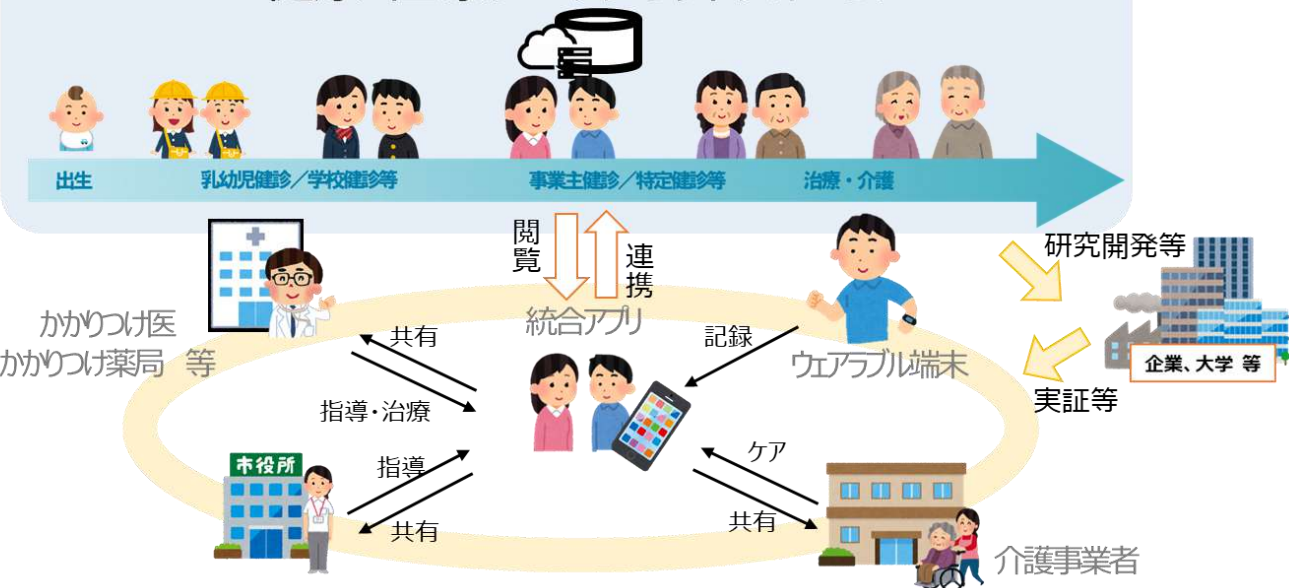 出生
乳幼児健診／学校健診等
事業主健診／特定健診等
治療・介護
閲覧
連携
研究開発等
かかりつけ医
かかりつけ薬局　等
共有
統合アプリ
記録
ウェアラブル端末
企業、大学 等
実証等
指導・治療
市役所
指導
共有
ケア
共有
介護事業者